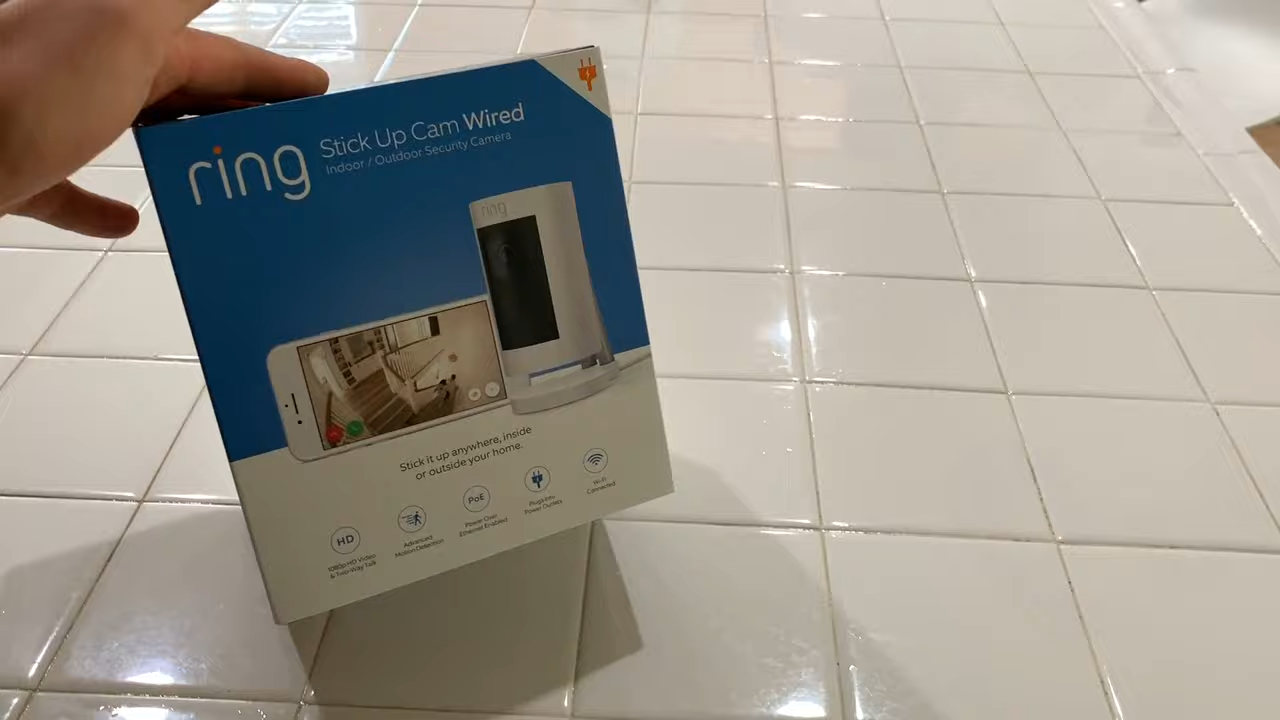 ring
Stick Up Cam Wired
Indoor / Outdoor Security Camera
ring
Stick it up anywhere, inside
or outside your home.
HD
1080p HD Video
& Two-Way Talk
Advanced
Motion Detection
PoE
Power Over
Ethernet Enabled
Plugs into
Power Outlets
Wi-Fi
Connected